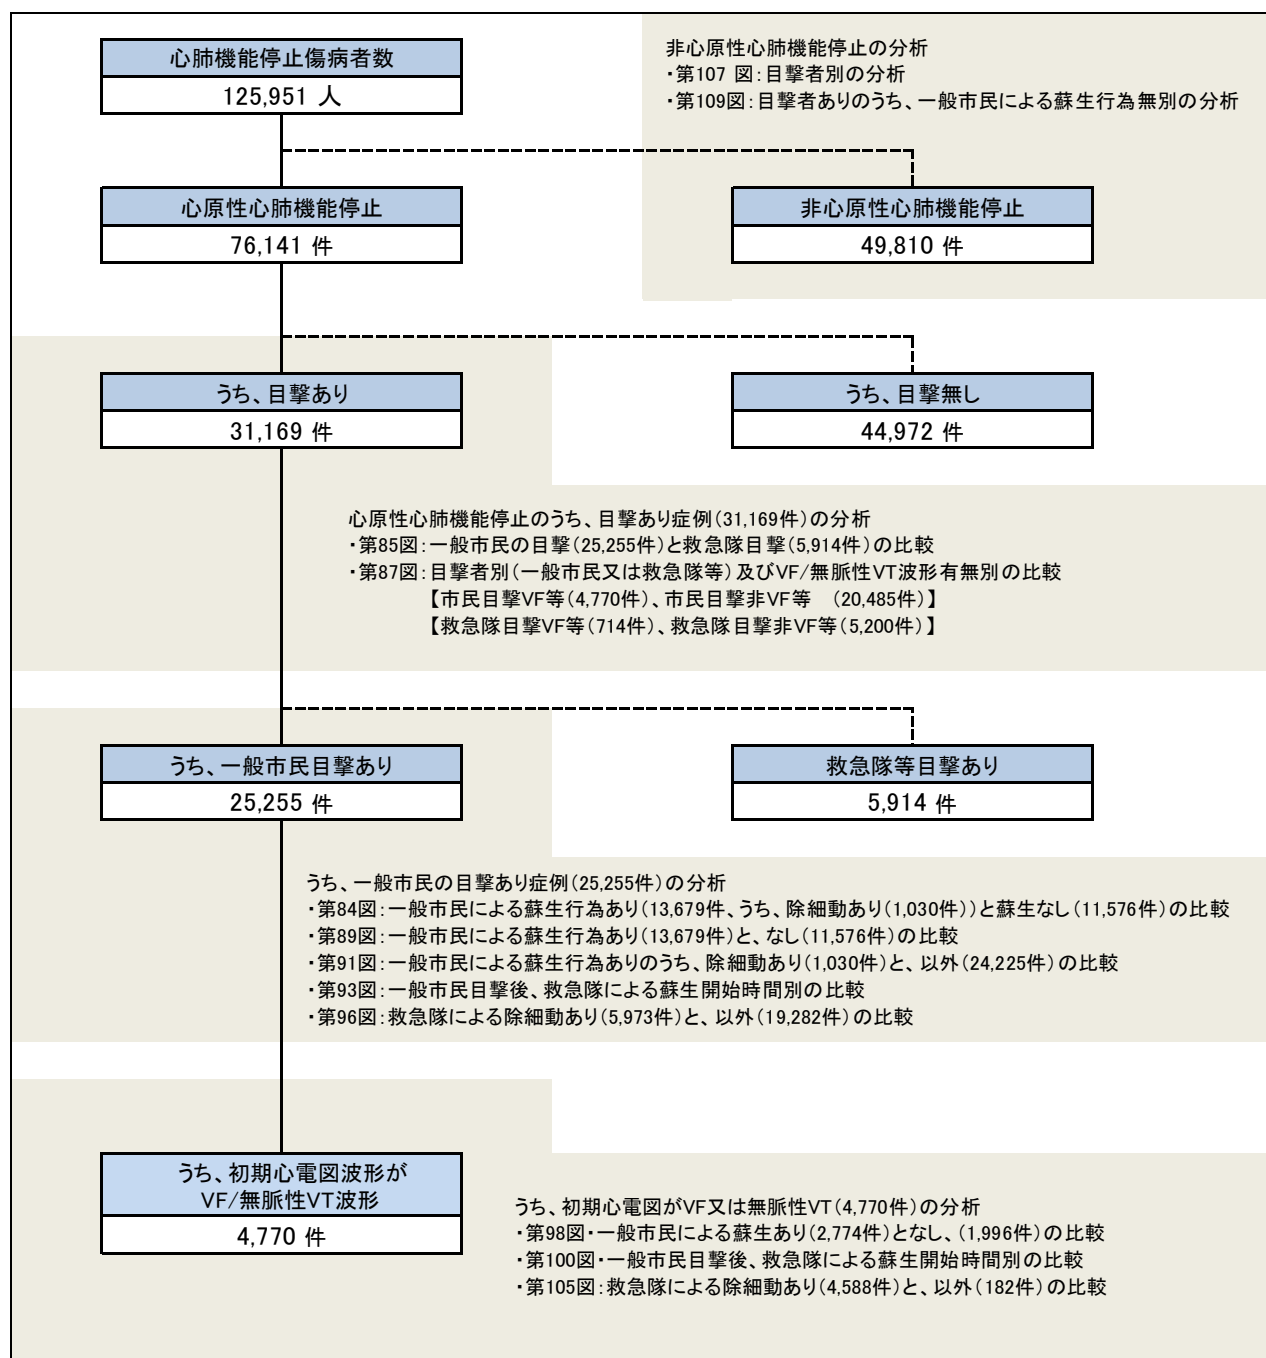 心肺機能停止傷病者数
125,951 人
非心原性心肺機能停止の分析
・第107 図：目撃者別の分析
・第109図：目撃者ありのうち、一般市民による蘇生行為無別の分析
心原性心肺機能停止
76,141 件
非心原性心肺機能停止
49,810 件
うち、目撃あり
31,169 件
うち、目撃無し
44,972 件
心原性心肺機能停止のうち、目撃あり症例（31,169件）の分析
・第85図：一般市民の目撃（25,255件）と救急隊目撃（5,914件）の比較
・第87図：目撃者別（一般市民又は救急隊等）及びVF/無脈性VT波形有無別の比較
【市民目撃VF等（4,770件）、市民目撃非VF等　（20,485件）】
【救急隊目撃VF等（714件）、救急隊目撃非VF等（5,200件）】
うち、一般市民目撃あり
25,255 件
救急隊等目撃あり
5,914 件
うち、一般市民の目撃あり症例（25,255件）の分析
・第84図：一般市民による蘇生行為あり（13,679件、うち、除細動あり（1,030件））と蘇生なし（11,576件）の比較
・第89図：一般市民による蘇生行為あり（13,679件）と、なし（11,576件）の比較
・第91図：一般市民による蘇生行為ありのうち、除細動あり（1,030件）と、以外（24,225件）の比較
・第93図：一般市民目撃後、救急隊による蘇生開始時間別の比較
・第96図：救急隊による除細動あり（5,973件）と、以外（19,282件）の比較
うち、初期心電図波形が
VF/無脈性VT波形
4,770 件
うち、初期心電図がVF又は無脈性VT（4,770件）の分析
・第98図・一般市民による蘇生あり（2,774件）となし、（1,996件）の比較
・第100図・一般市民目撃後、救急隊による蘇生開始時間別の比較
・第105図：救急隊による除細動あり（4,588件）と、以外（182件）の比較